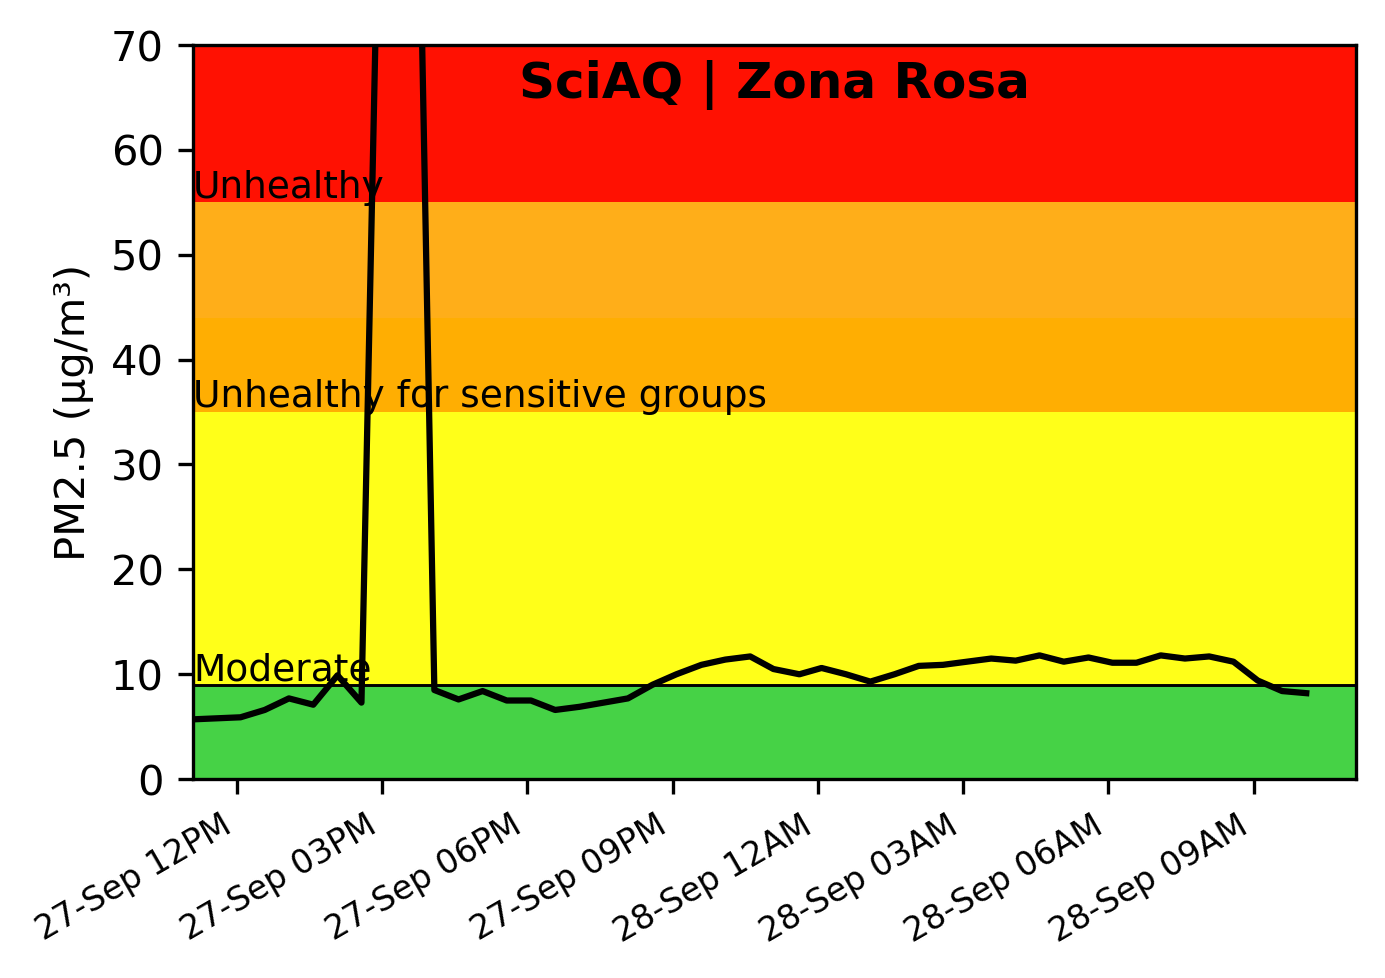 SciAQ | Zona Rosa
PM2.5 (µg/m³)
70
60
Unhealthy
50
40
Unhealthy for sensitive groups
30
20
Moderate
10
0
27-Sep 12PM
27-Sep 03PM
27-Sep 06PM
27-Sep 09PM
28-Sep 12AM
28-Sep 03AM
28-Sep 06AM
28-Sep 09AM